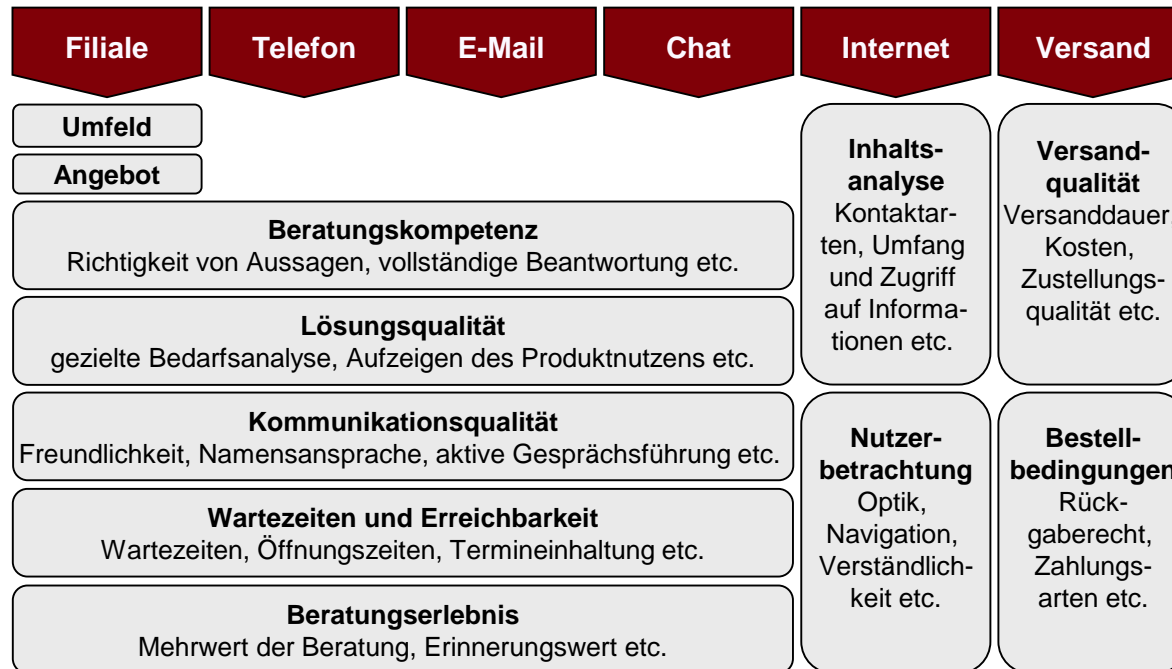 Filiale
Telefon
E-Mail
Chat
Internet
Versand
Umfeld
Angebot
Beratungskompetenz
Richtigkeit von Aussagen, vollständige Beantwortung etc.
Lösungsqualität
gezielte Bedarfsanalyse, Aufzeigen des Produktnutzens etc.
Kommunikationsqualität
Freundlichkeit, Namensansprache, aktive Gesprächsführung etc.
Wartezeiten und Erreichbarkeit
Wartezeiten, Öffnungszeiten, Termineinhaltung etc.
Beratungserlebnis
Mehrwert der Beratung, Erinnerungswert etc.
Inhalts-
analyse
Kontaktar-
ten, Umfang
und Zugriff
auf Informa-
tionen etc.
Nutzer-
betrachtung
Optik,
Navigation,
Verständlich-
keit etc.
Versand-
qualität
Versanddauer,
Kosten,
Zustellungs-
qualität etc.
Bestell-
bedingungen
Rück-
gaberecht,
Zahlungs-
arten etc.